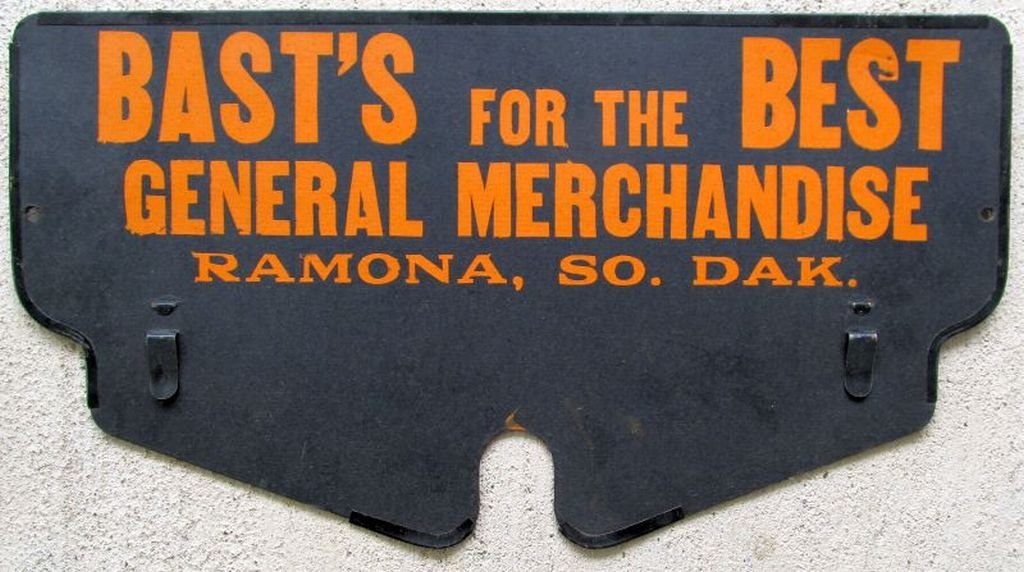 BAST'S FOR THE BEST
GENERAL MERCHANDISE
RAMONA, SO. DAK.